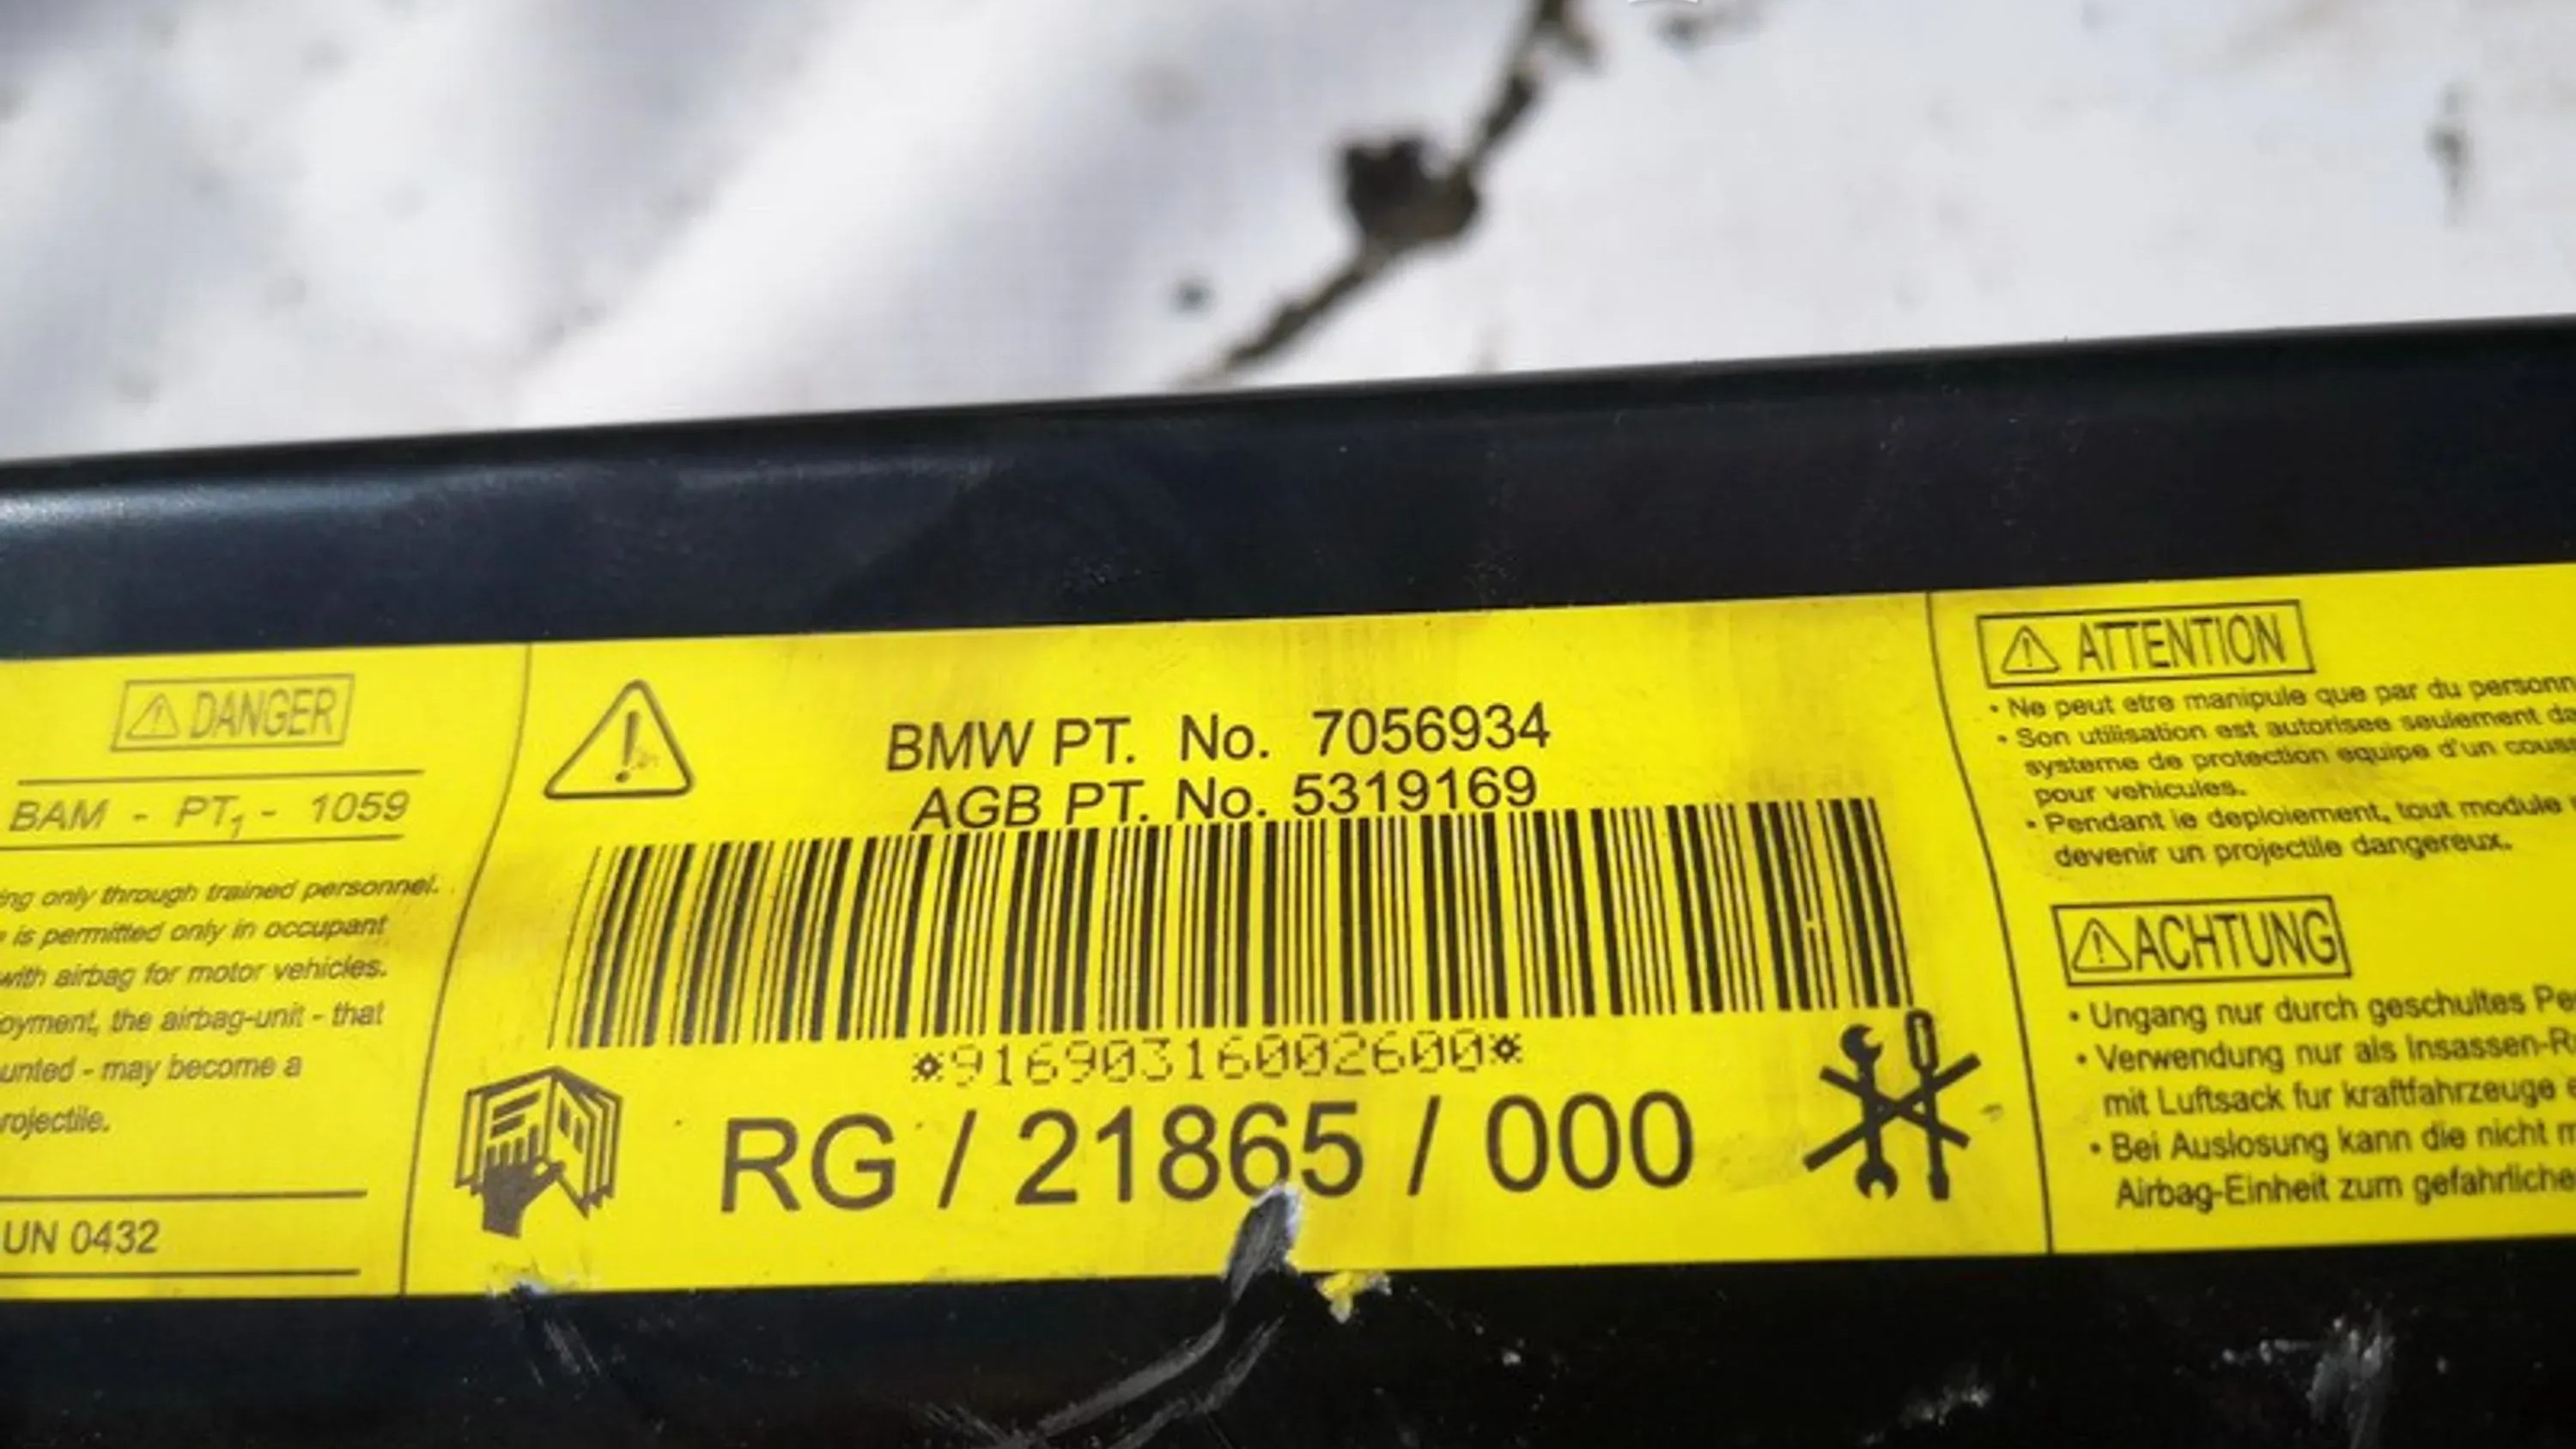 DANGER
BAM - PT1 - 1059
ing only through trained personnel.
is permitted only in occupant
with airbag for motor vehicles.
oyment, the airbag-unit - that
unted - may become a
rojectile.
UN 0432
BMW PT. No. 7056934
AGB PT. No. 5319169
*91690316002600*
RG / 21865 / 000
ATTENTION
• Ne peut etre manipule que par du personn
• Son utilisation est autorisee seulement da
systeme de protection equipe d'un couss
pour vehicules.
• Pendant le deploiement, tout module
devenir un projectile dangereux.
ACHTUNG
• Ungang nur durch geschultes Pe
• Verwendung nur als Insassen-R
mit Luftsack fur kraftfahrzeuge
• Bei Auslosung kann die nicht m
Airbag-Einheit zum gefahrliche